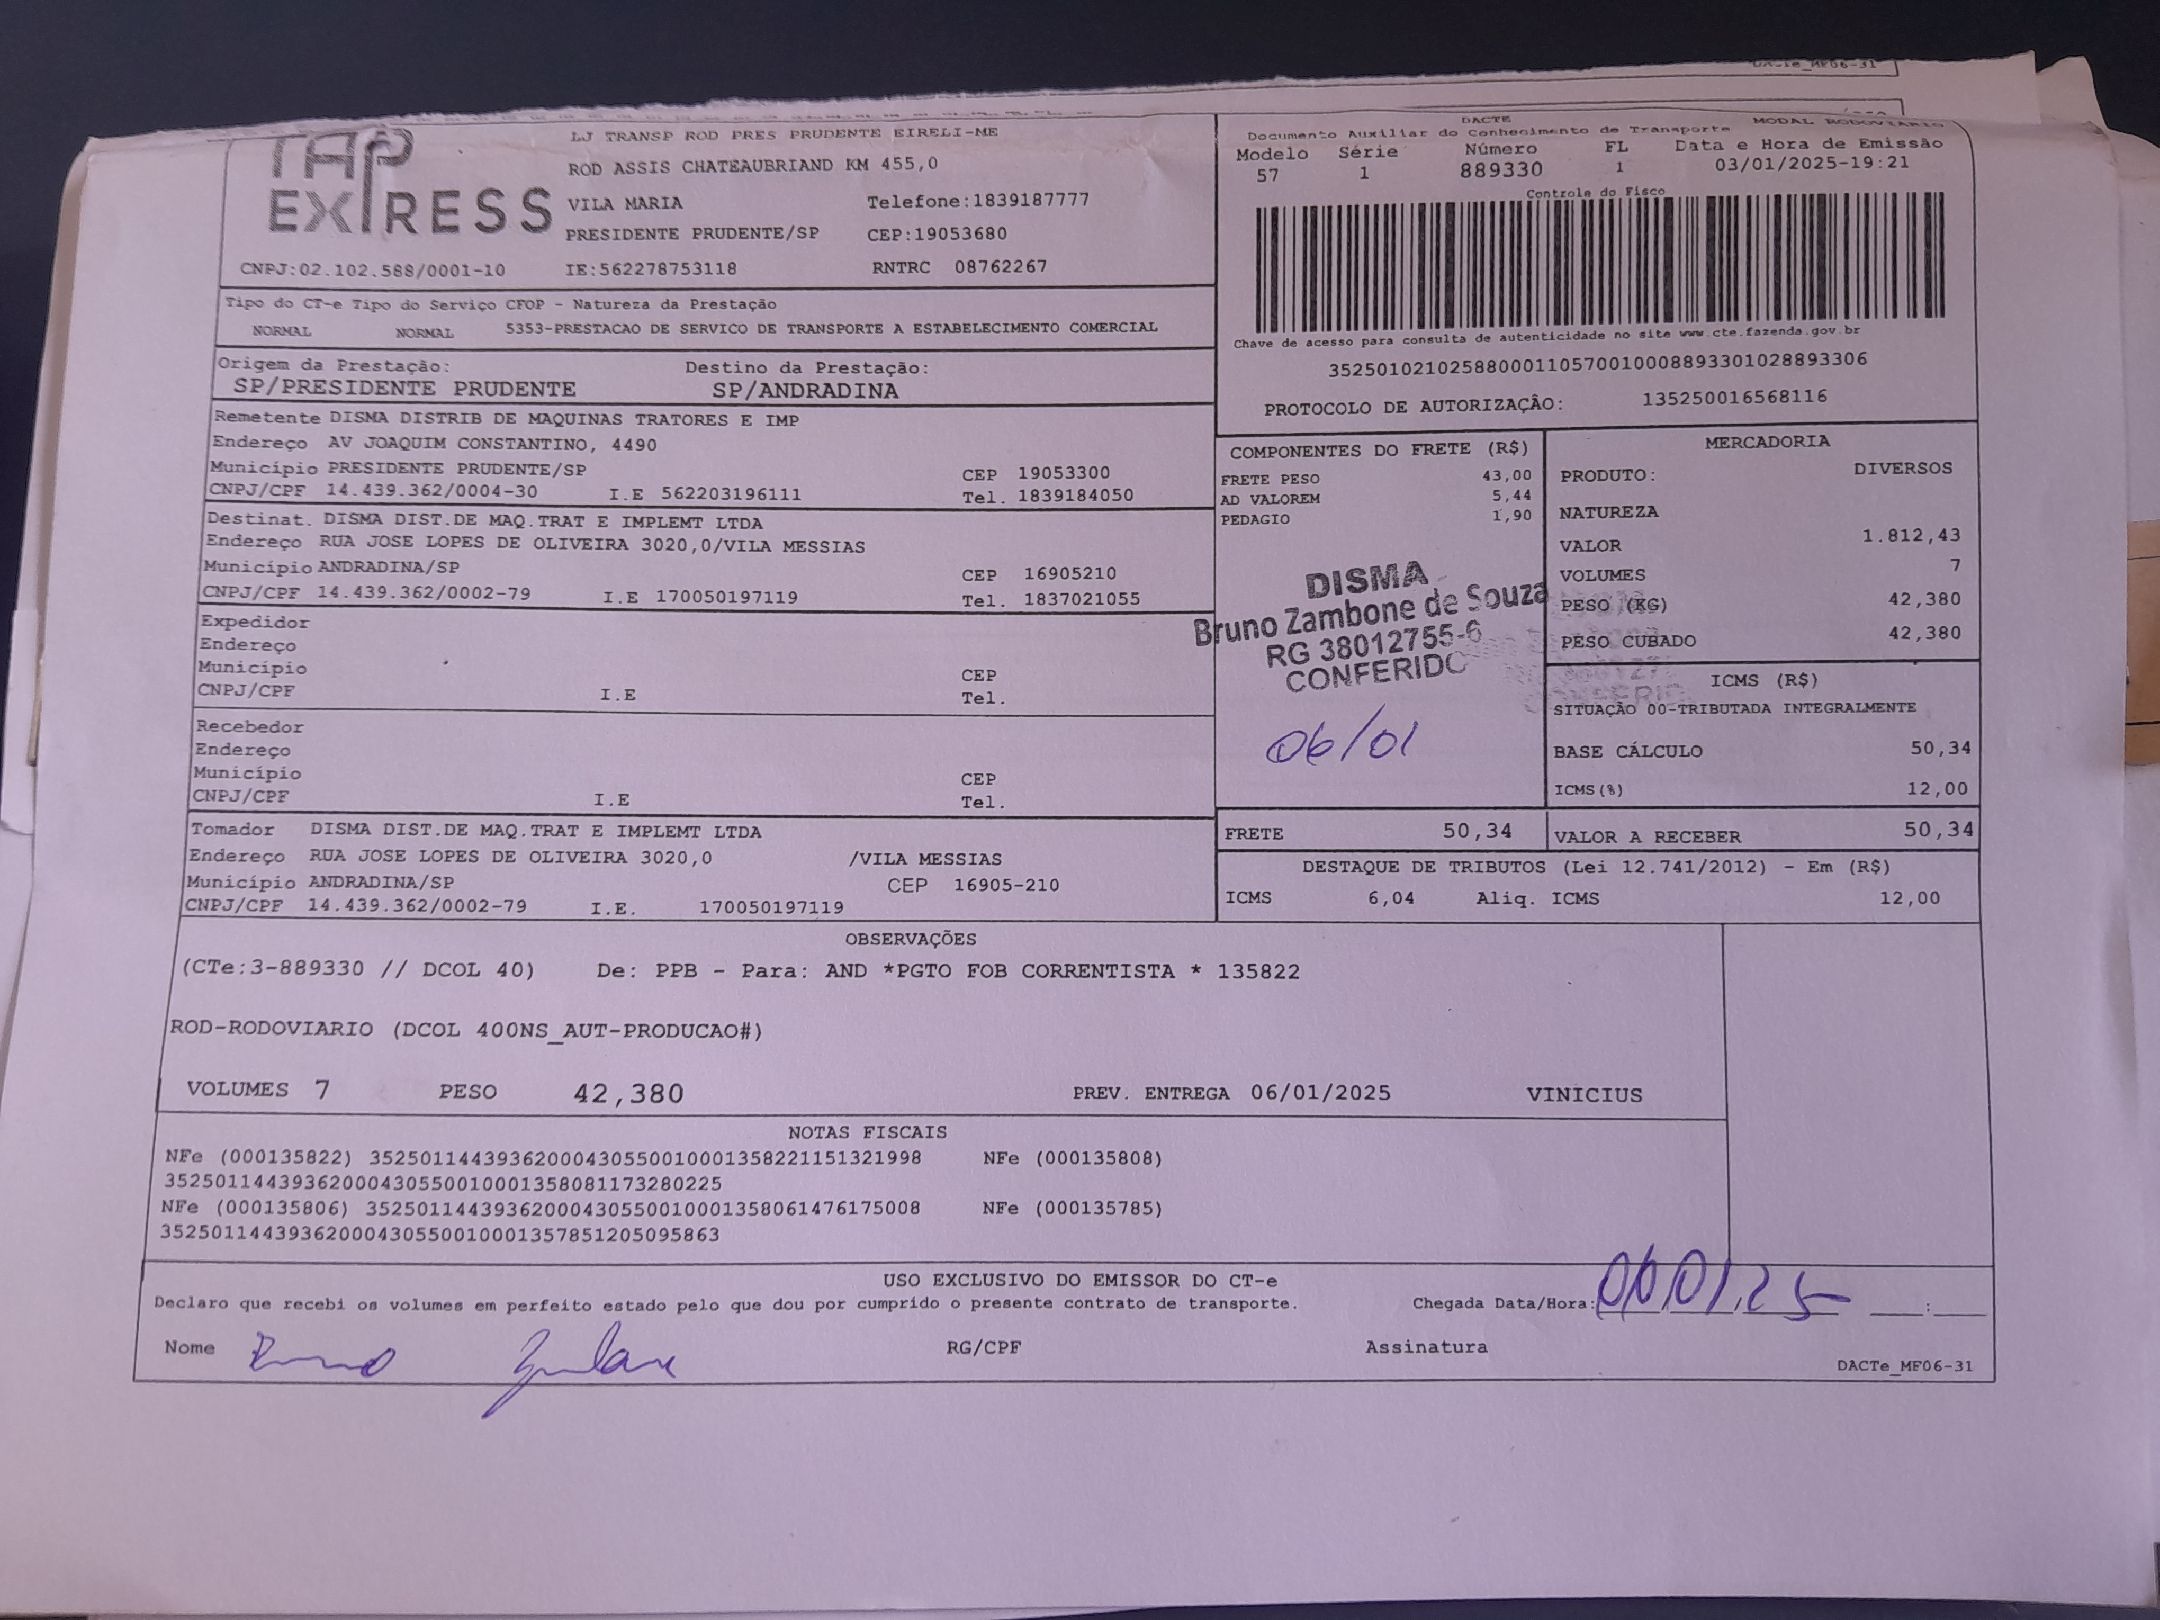 DACTe_MF06-31
TAP EXPRESS
LJ TRANSP ROD PRES PRUDENTE EIRELI-ME
ROD ASSIS CHATEAUBRIAND KM 455,0
VILA MARIA Telefone:1839187777
PRESIDENTE PRUDENTE/SP CEP:19053680
CNPJ:02.102.588/0001-10 IE:562278753118 RNTRC 08762267
DACTE MODAL RODOVIARIO
Documento Auxiliar do Conhecimento de Transporte
Modelo Série Número FL Data e Hora de Emissão
57 1 889330 1 03/01/2025-19:21
Controle do Fisco
Chave de acesso para consulta de autenticidade no site www.cte.fazenda.gov.br
35250102102588000110570010008893301028893306
PROTOCOLO DE AUTORIZAÇÃO: 135250016568116
Tipo do CT-e Tipo do Serviço CFOP - Natureza da Prestação
NORMAL NORMAL 5353-PRESTACAO DE SERVICO DE TRANSPORTE A ESTABELECIMENTO COMERCIAL
Origem da Prestação: Destino da Prestação:
SP/PRESIDENTE PRUDENTE SP/ANDRADINA
Remetente DISMA DISTRIB DE MAQUINAS TRATORES E IMP
Endereço AV JOAQUIM CONSTANTINO, 4490
Município PRESIDENTE PRUDENTE/SP CEP 19053300
CNPJ/CPF 14.439.362/0004-30 I.E 562203196111 Tel. 1839184050
Destinat. DISMA DIST.DE MAQ.TRAT E IMPLEMT LTDA
Endereço RUA JOSE LOPES DE OLIVEIRA 3020,0/VILA MESSIAS
Município ANDRADINA/SP CEP 16905210
CNPJ/CPF 14.439.362/0002-79 I.E 170050197119 Tel. 1837021055
Expedidor
Endereço
Município CEP
CNPJ/CPF I.E Tel.
Recebedor
Endereço
Município CEP
CNPJ/CPF I.E Tel.
Tomador DISMA DIST.DE MAQ.TRAT E IMPLEMT LTDA
Endereço RUA JOSE LOPES DE OLIVEIRA 3020,0 /VILA MESSIAS
Município ANDRADINA/SP CEP 16905-210
CNPJ/CPF 14.439.362/0002-79 I.E. 170050197119
COMPONENTES DO FRETE (R$)
FRETE PESO 43,00
AD VALOREM 5,44
PEDAGIO 1,90
DISMA
Bruno Zambone de Souza
RG 38012755-6
CONFERIDO
06/01
MERCADORIA
PRODUTO: DIVERSOS
NATUREZA
VALOR 1.812,43
VOLUMES 7
PESO (KG) 42,380
PESO CUBADO 42,380
ICMS (R$)
SITUAÇÃO 00-TRIBUTADA INTEGRALMENTE
BASE CÁLCULO 50,34
ICMS(%) 12,00
FRETE 50,34 VALOR A RECEBER 50,34
DESTAQUE DE TRIBUTOS (Lei 12.741/2012) - Em (R$)
ICMS 6,04 Aliq. ICMS 12,00
OBSERVAÇÕES
(CTe:3-889330 // DCOL 40) De: PPB - Para: AND *PGTO FOB CORRENTISTA * 135822
ROD-RODOVIARIO (DCOL 400NS_AUT-PRODUCAO#)
VOLUMES 7 PESO 42,380 PREV. ENTREGA 06/01/2025 VINICIUS
NOTAS FISCAIS
NFe (000135822) 35250114439362000430550010001358221151321998 NFe (000135808)
35250114439362000430550010001358081173280225
NFe (000135806) 35250114439362000430550010001358061476175008 NFe (000135785)
35250114439362000430550010001357851205095863
USO EXCLUSIVO DO EMISSOR DO CT-e
Declaro que recebi os volumes em perfeito estado pelo que dou por cumprido o presente contrato de transporte. Chegada Data/Hora: 06/01/25 __:__
Nome Bruno RG/CPF Assinatura
DACTe_MF06-31